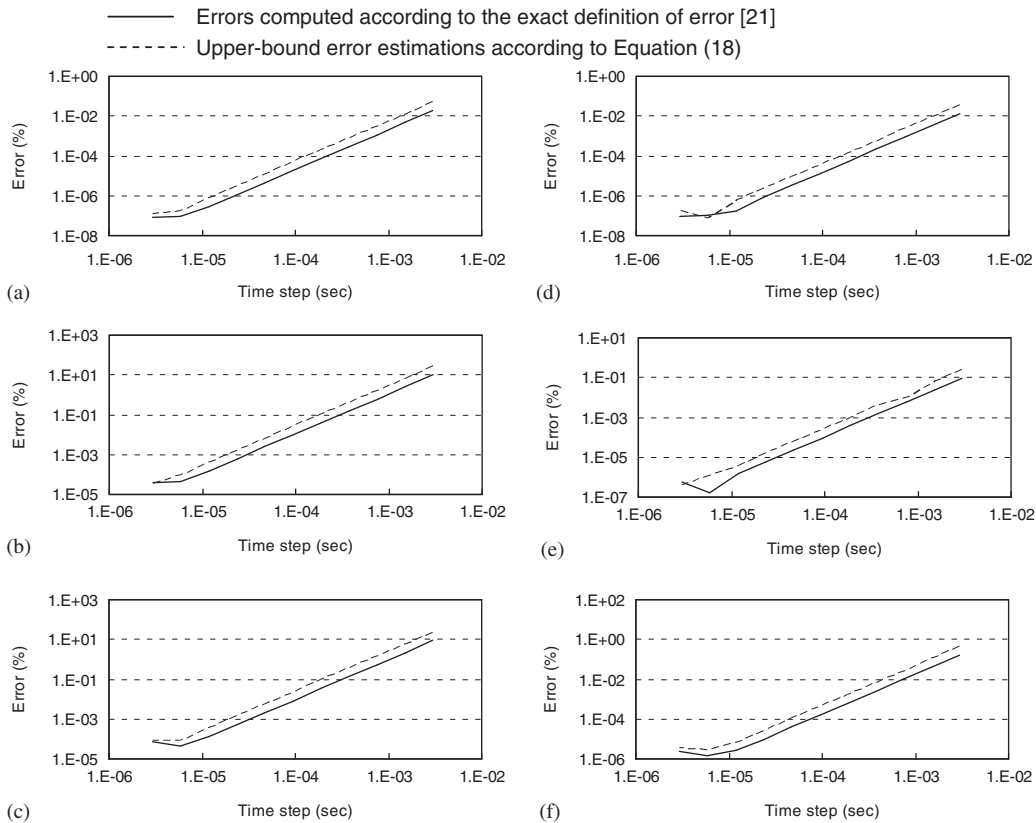 Errors computed according to the exact definition of error [21]
Upper-bound error estimations according to Equation (18)
1.E+00
1.E-02
1.E-04
1.E-06
1.E-08
Error (%)
1.E-06 1.E-05 1.E-04 1.E-03 1.E-02
Time step (sec)
(a)
1.E+00
1.E-02
1.E-04
1.E-06
1.E-08
Error (%)
1.E-06 1.E-05 1.E-04 1.E-03 1.E-02
Time step (sec)
(d)
1.E+03
1.E+01
1.E-01
1.E-03
1.E-05
Error (%)
1.E-06 1.E-05 1.E-04 1.E-03 1.E-02
Time step (sec)
(b)
1.E+01
1.E-01
1.E-03
1.E-05
1.E-07
Error (%)
1.E-06 1.E-05 1.E-04 1.E-03 1.E-02
Time step (sec)
(e)
1.E+03
1.E+01
1.E-01
1.E-03
1.E-05
Error (%)
1.E-06 1.E-05 1.E-04 1.E-03 1.E-02
Time step (sec)
(c)
1.E+02
1.E+00
1.E-02
1.E-04
1.E-06
Error (%)
1.E-06 1.E-05 1.E-04 1.E-03 1.E-02
Time step (sec)
(f)